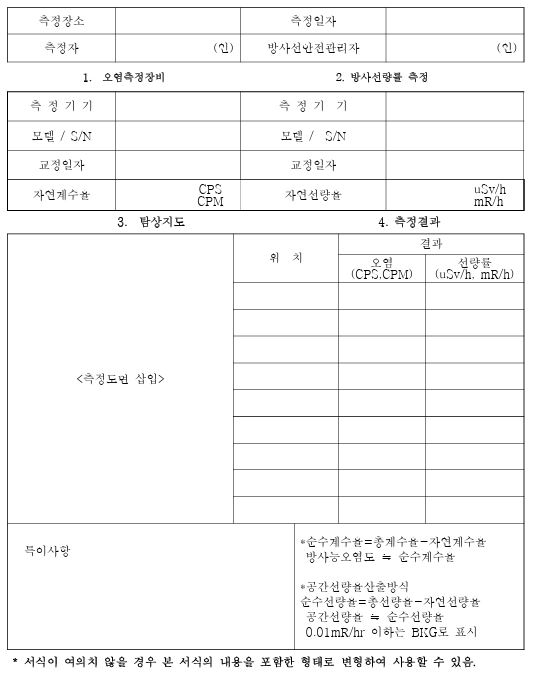 측정장소 측정일자
측정자 (인) 방사선안전관리자 (인)
1. 오염측정장비 2. 방사선량률 측정
측 정 기 기 측 정 기 기
모델 / S/N 모델 / S/N
교정일자 교정일자
자연계수율 CPS CPM 자연선량율 uSv/h mR/h
3. 탐상지도 4. 측정결과
위 치 결과
오염 (CPS.CPM) 선량률 (uSv/h. mR/h)
<측정도면 삽입>
특이사항
*순수계수율=총계수율-자연계수율
방사능오염도 ≒ 순수계수율
*공간선량율산출방식
순수선량율=총선량율-자연선량율
공간선량율 ≒ 순수선량율
0.01mR/hr 이하는 BKG로 표시
* 서식이 여의치 않을 경우 본 서식의 내용을 포함한 형태로 변형하여 사용할 수 있음.